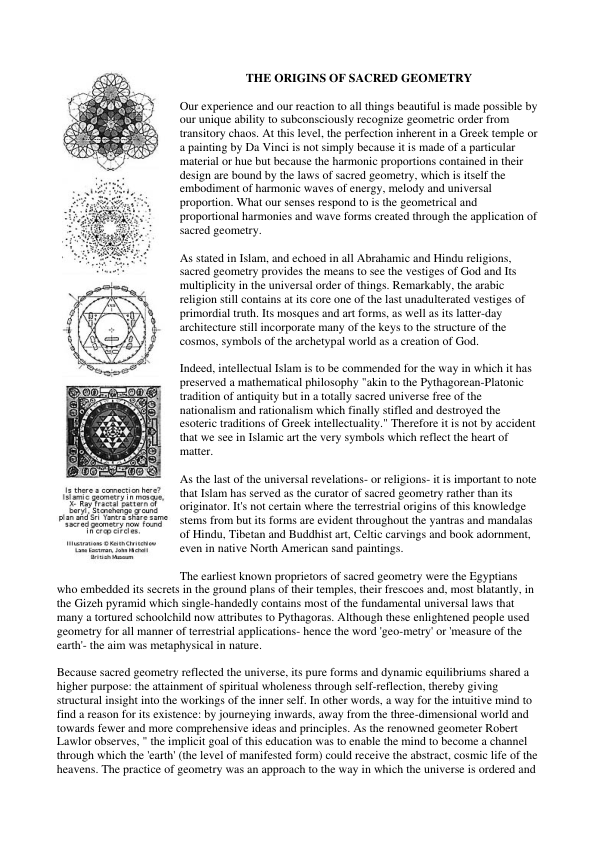 THE ORIGINS OF SACRED GEOMETRY
Our experience and our reaction to all things beautiful is made possible by
our unique ability to subconsciously recognize geometric order from
transitory chaos. At this level, the perfection inherent in a Greek temple or
a painting by Da Vinci is not simply because it is made of a particular
material or hue but because the harmonic proportions contained in their
design are bound by the laws of sacred geometry, which is itself the
embodiment of harmonic waves of energy, melody and universal
proportion. What our senses respond to is the geometrical and
proportional harmonies and wave forms created through the application of
sacred geometry.
As stated in Islam, and echoed in all Abrahamic and Hindu religions,
sacred geometry provides the means to see the vestiges of God and Its
multiplicity in the universal order of things. Remarkably, the arabic
religion still contains at its core one of the last unadulterated vestiges of
primordial truth. Its mosques and art forms, as well as its latter-day
architecture still incorporate many of the keys to the structure of the
cosmos, symbols of the archetypal world as a creation of God.
Indeed, intellectual Islam is to be commended for the way in which it has
preserved a mathematical philosophy "akin to the Pythagorean-Platonic
tradition of antiquity but in a totally sacred universe free of the
nationalism and rationalism which finally stifled and destroyed the
esoteric traditions of Greek intellectuality." Therefore it is not by accident
that we see in Islamic art the very symbols which reflect the heart of
matter.
As the last of the universal revelations- or religions- it is important to note
that Islam has served as the curator of sacred geometry rather than its
originator. It's not certain where the terrestrial origins of this knowledge
stems from but its forms are evident throughout the yantras and mandalas
of Hindu, Tibetan and Buddhist art, Celtic carvings and book adornment,
even in native North American sand paintings.
Is there a connection here?
Islamic geometry in mosque,
X- Ray fractal pattern of
beryl, Stonehenge ground
plan and Sri Yantra share same
sacred geometry now found
in crop circles.
Illustrations © Keith Chritchlow
Lane Eastman, John Michell
British Museum
The earliest known proprietors of sacred geometry were the Egyptians
who embedded its secrets in the ground plans of their temples, their frescoes and, most blatantly, in
the Gizeh pyramid which single-handedly contains most of the fundamental universal laws that
many a tortured schoolchild now attributes to Pythagoras. Although these enlightened people used
geometry for all manner of terrestrial applications- hence the word 'geo-metry' or 'measure of the
earth'- the aim was metaphysical in nature.
Because sacred geometry reflected the universe, its pure forms and dynamic equilibriums shared a
higher purpose: the attainment of spiritual wholeness through self-reflection, thereby giving
structural insight into the workings of the inner self. In other words, a way for the intuitive mind to
find a reason for its existence: by journeying inwards, away from the three-dimensional world and
towards fewer and more comprehensive ideas and principles. As the renowned geometer Robert
Lawlor observes, " the implicit goal of this education was to enable the mind to become a channel
through which the 'earth' (the level of manifested form) could receive the abstract, cosmic life of the
heavens. The practice of geometry was an approach to the way in which the universe is ordered and